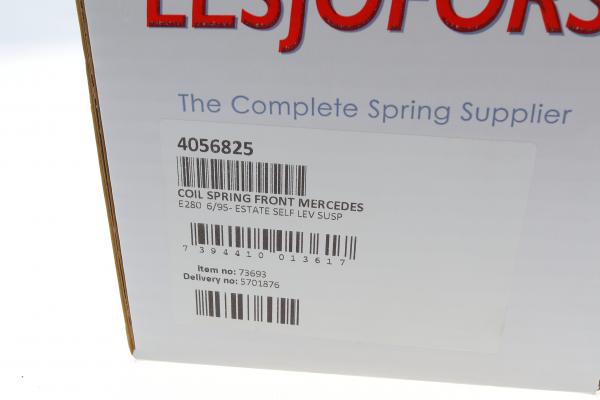 LESJÖFORS
The Complete Spring Supplier
4056825
COIL SPRING FRONT MERCEDES
E280 6/95- ESTATE SELF LEV SUSP
7 394410 013617
Item no: 73693
Delivery no: 5701876